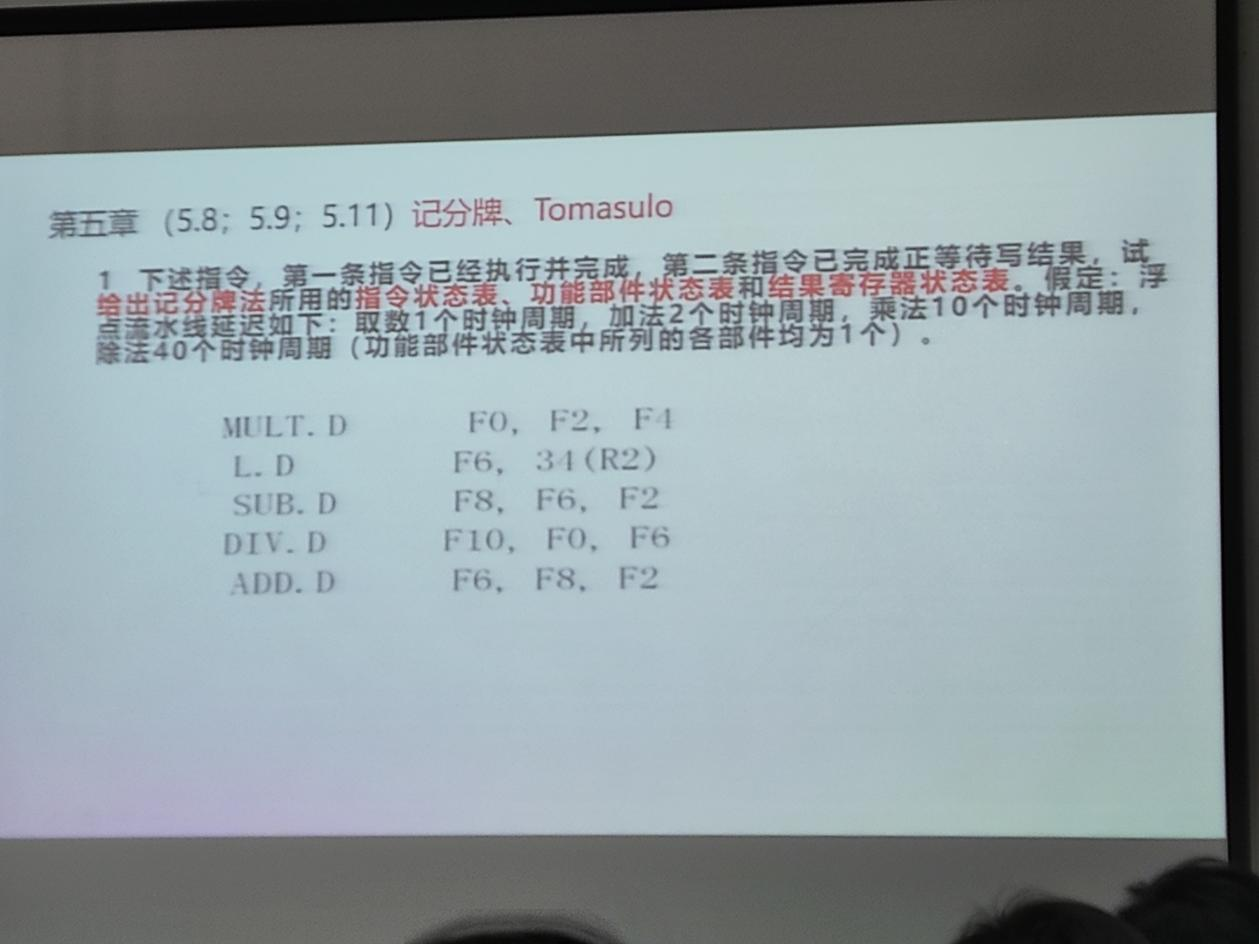 第五章 (5.8; 5.9; 5.11) 记分牌、Tomasulo
1 下述指令，第一条指令已经执行并完成，第二条指令已完成正等待写结果，试
给出记分牌法所用的指令状态表、功能部件状态表和结果寄存器状态表。假定：浮
点流水线延迟如下：取数1个时钟周期，加法2个时钟周期，乘法10个时钟周期，
除法40个时钟周期（功能部件状态表中所列的各部件均为1个）。
MULT.D F0, F2, F4
L.D F6, 34(R2)
SUB.D F8, F6, F2
DIV.D F10, F0, F6
ADD.D F6, F8, F2